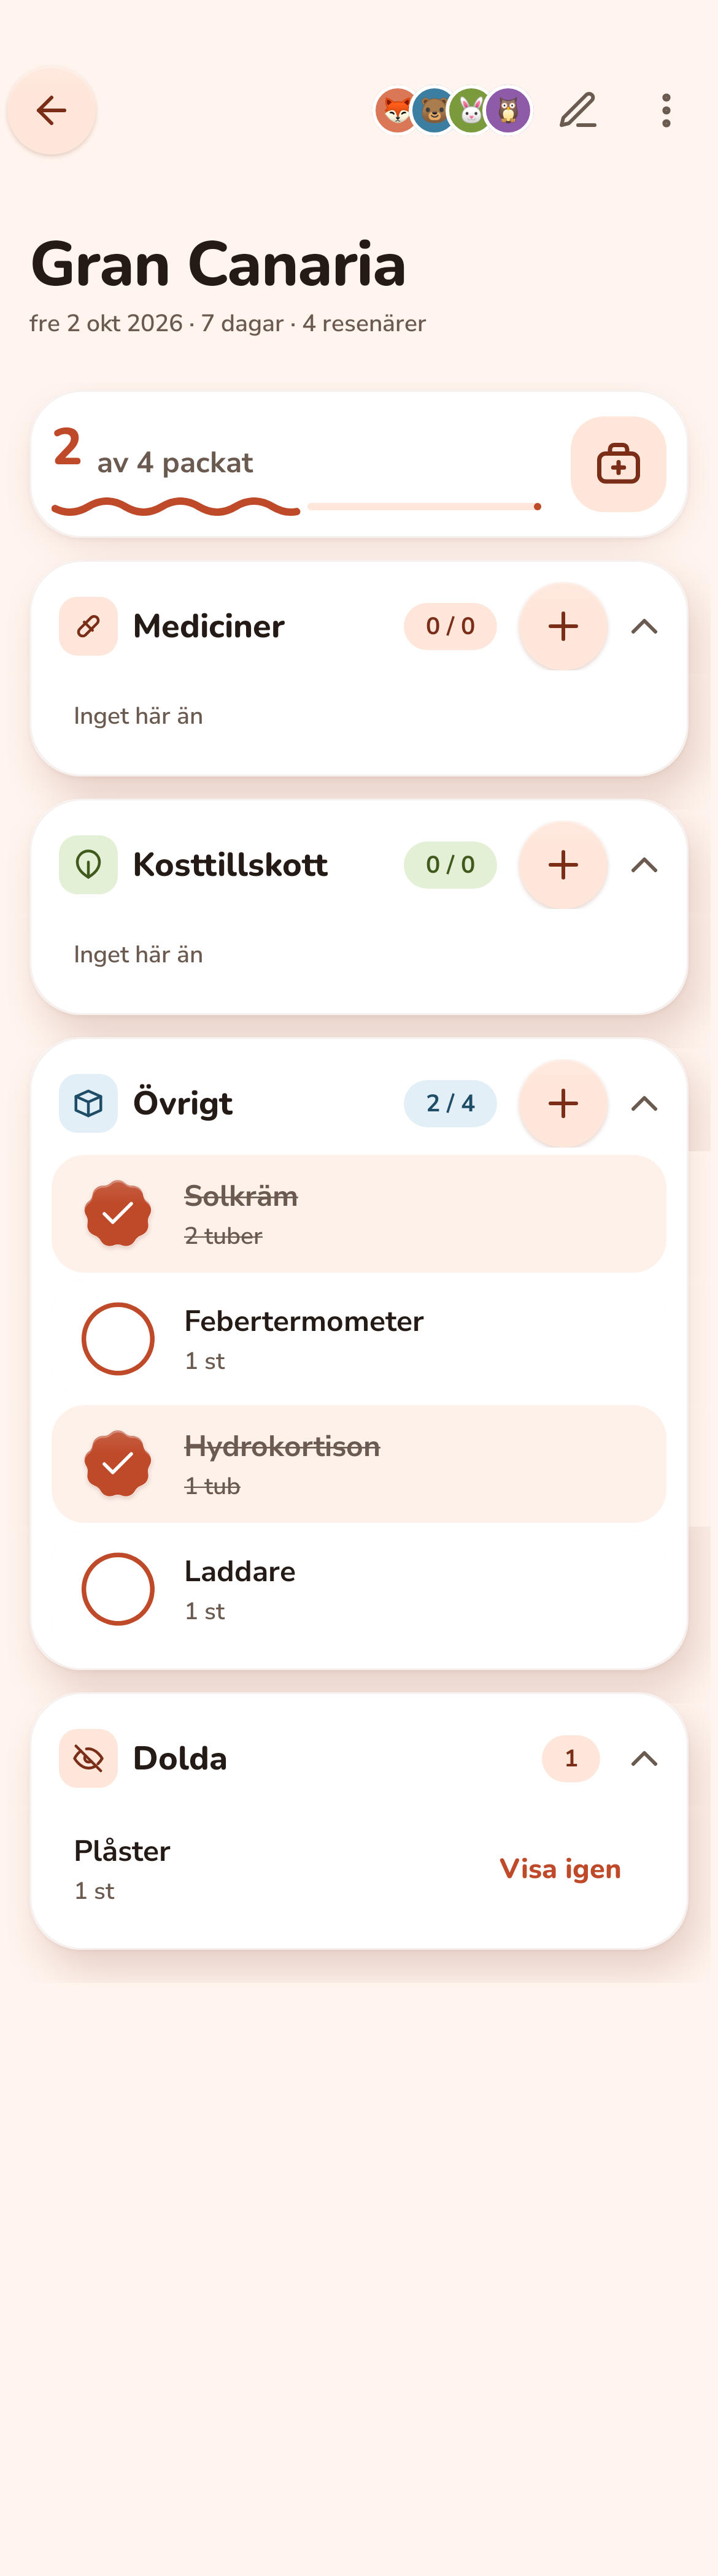 Gran Canaria
fre 2 okt 2026 · 7 dagar · 4 resenärer
2 av 4 packat
Mediciner 0 / 0
Inget här än
Kosttillskott 0 / 0
Inget här än
Övrigt 2 / 4
Solkräm
2 tuber
Febertermometer
1 st
Hydrokortison
1 tub
Laddare
1 st
Dolda 1
Plåster
1 st
Visa igen